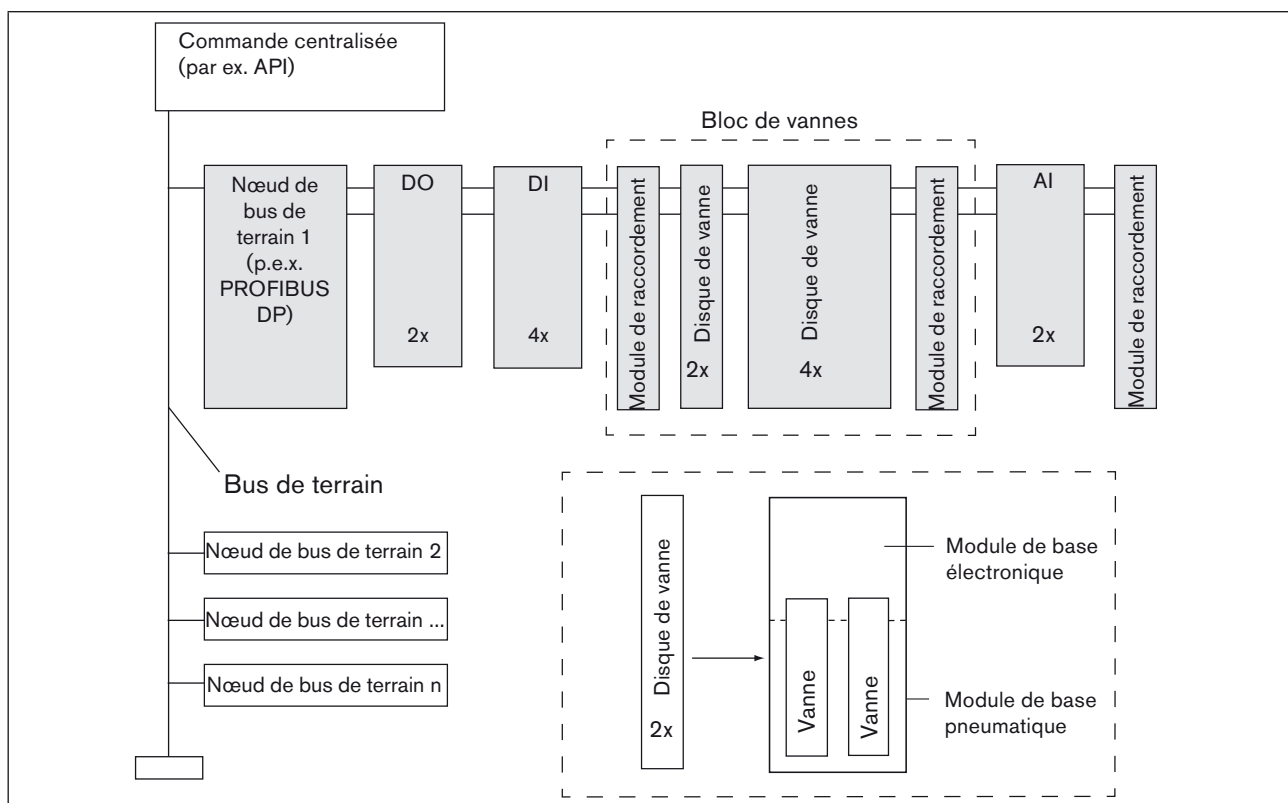 Commande centralisée
(par ex. API)
Bloc de vannes
Nœud de
bus de
terrain 1
(p.e.x.
PROFIBUS
DP)
DO
2x
DI
4x
Module de raccordement
Disque de vanne
2x
Disque de vanne
4x
Module de raccordement
AI
2x
Module de raccordement
Bus de terrain
Nœud de bus de terrain 2
Nœud de bus de terrain ...
Nœud de bus de terrain n
Disque de vanne
2x
Vanne
Vanne
Module de base
électronique
Module de base
pneumatique